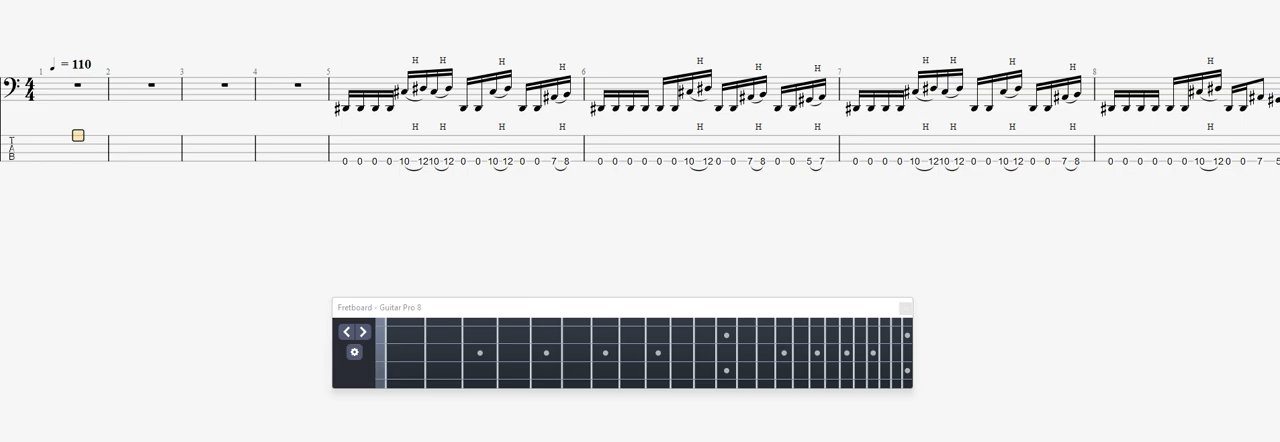 ♩ = 110
1 2 3 4 5 6 7 8
H H H H H H H H H H H H
4
4
H H H H H H H H H H H H
T
A
B
0 0 0 0 10 12 10 12 0 0 10 12 0 0 7 8 0 0 0 0 0 0 10 12 0 0 7 8 0 0 5 7 0 0 0 0 10 12 10 12 0 0 10 12 0 0 7 8 0 0 0 0 0 0 10 12 0 0 7 5
Fretboard - Guitar Pro 8